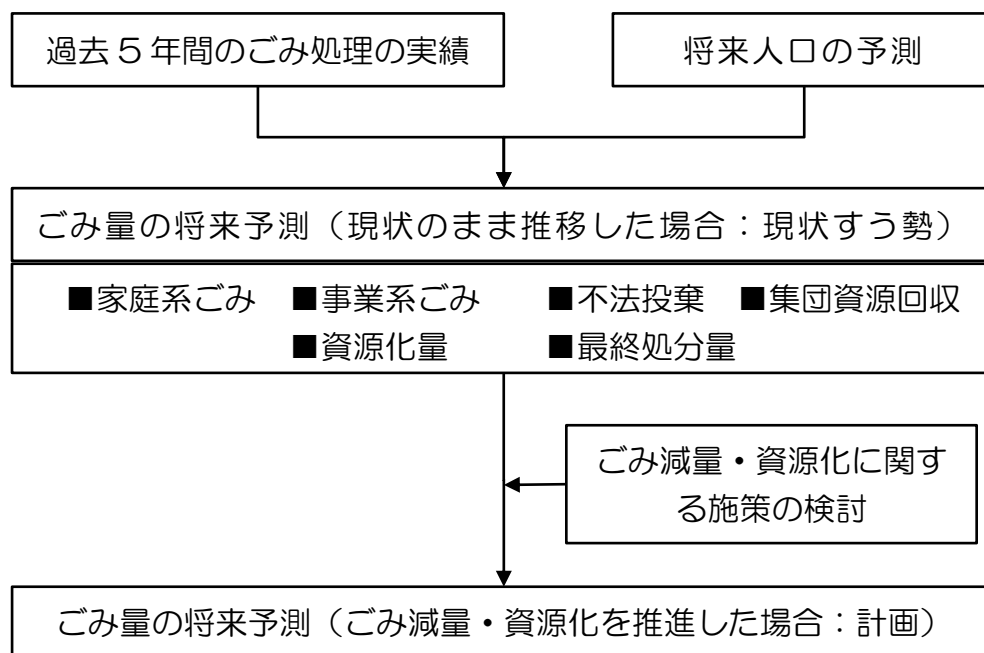 過去5年間のごみ処理の実績
将来人口の予測
ごみ量の将来予測（現状のまま推移した場合：現状すう勢）
■家庭系ごみ ■事業系ごみ ■不法投棄 ■集団資源回収
■資源化量 ■最終処分量
ごみ減量・資源化に関す
る施策の検討
ごみ量の将来予測（ごみ減量・資源化を推進した場合：計画）